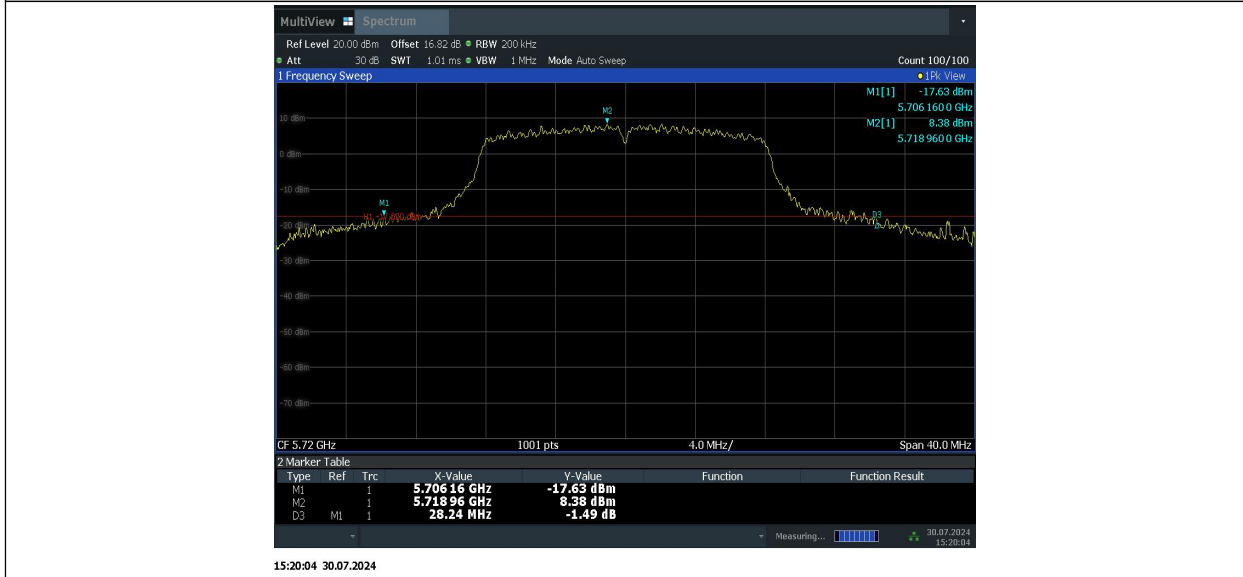 MultiView Spectrum
Ref Level 20.00 dBm Offset 16.82 dB RBW 200 kHz
Att 30 dB SWT 1.01 ms VBW 1 MHz Mode Auto Sweep Count 100/100
1 Frequency Sweep 1Pk View
M1[1] -17.63 dBm
5.706 160 0 GHz
M2[1] 8.38 dBm
5.718 960 0 GHz
M2
10 dBm
0 dBm
-10 dBm
M1
D3
-20 dBm
-30 dBm
-40 dBm
-50 dBm
-60 dBm
-70 dBm
CF 5.72 GHz 1001 pts 4.0 MHz/ Span 40.0 MHz
2 Marker Table
Type Ref Trc X-Value Y-Value Function Function Result
M1 1 5.706 16 GHz -17.63 dBm
M2 1 5.718 96 GHz 8.38 dBm
D3 M1 1 28.24 MHz -1.49 dB
Measuring... 30.07.2024
15:20:04
15:20:04 30.07.2024